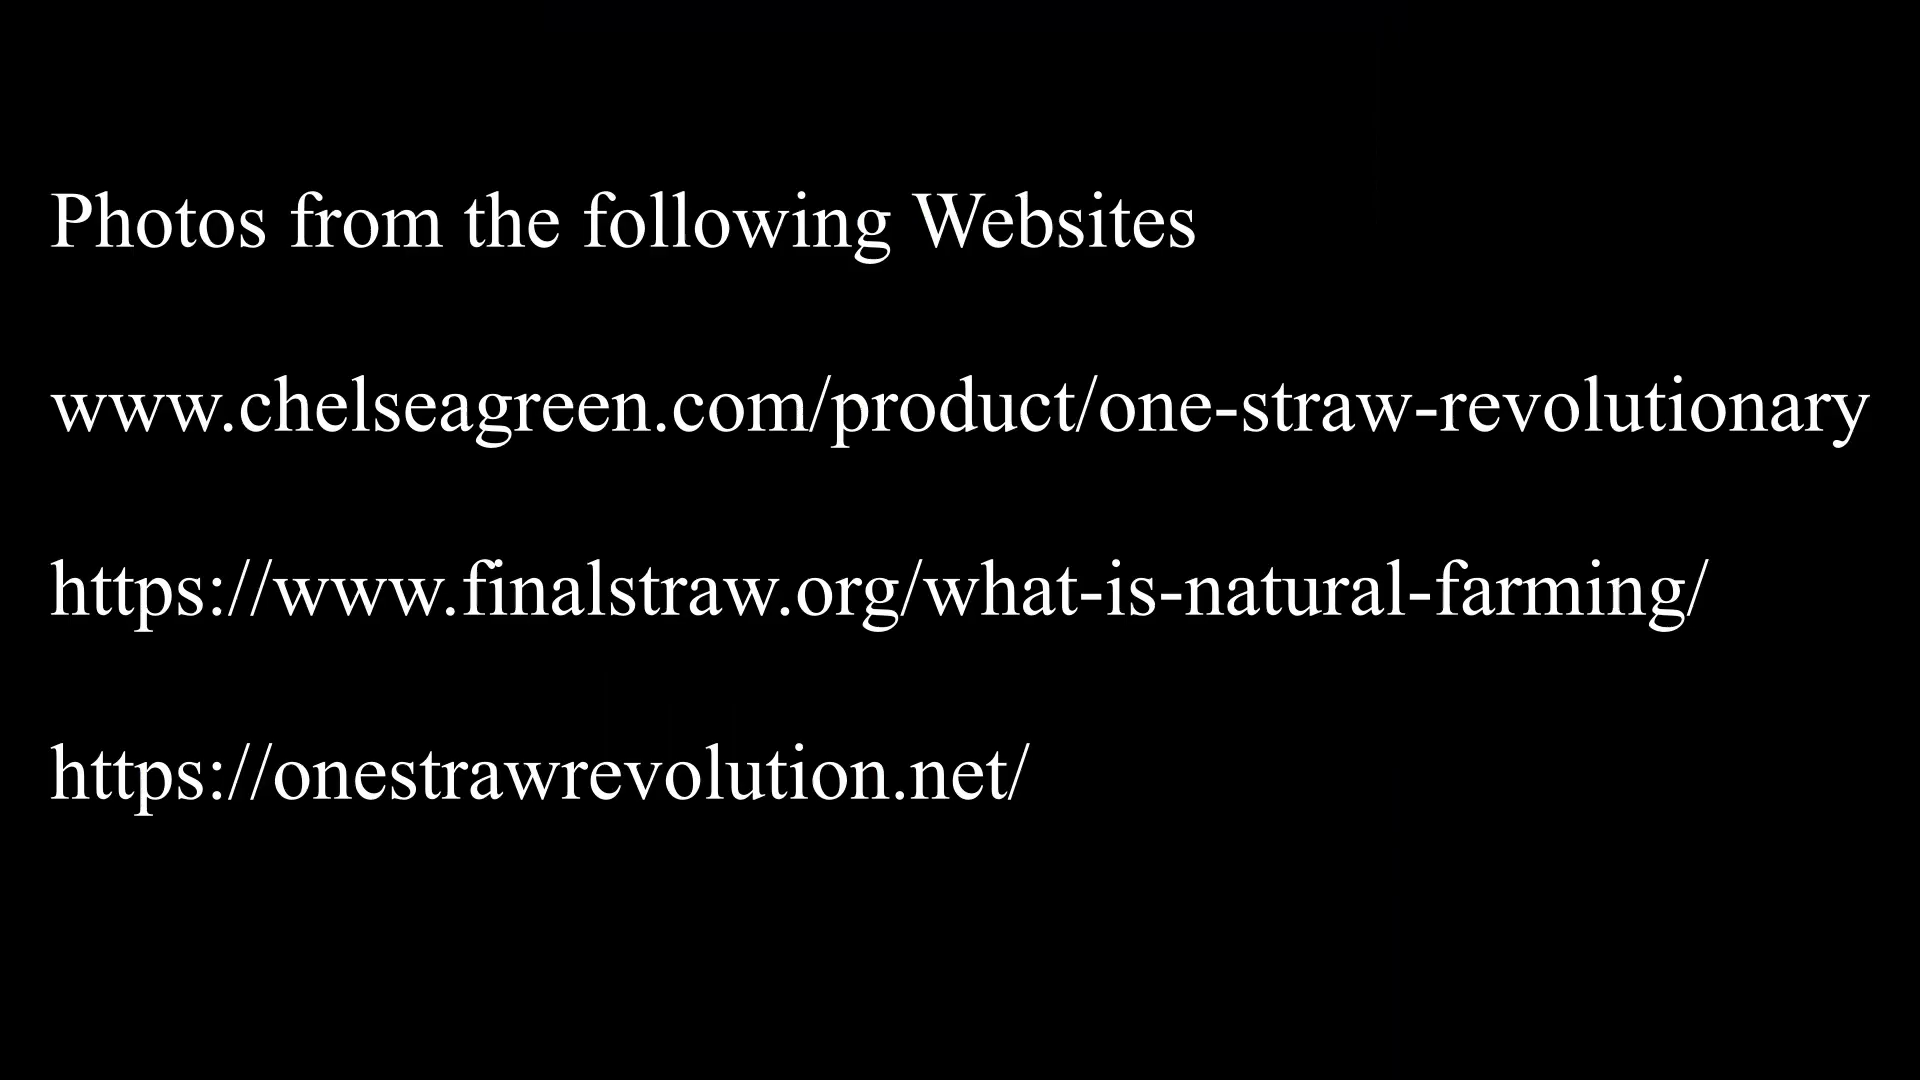 Photos from the following Websites
www.chelseagreen.com/product/one-straw-revolutionary
https://www.finalstraw.org/what-is-natural-farming/
https://onestrawrevolution.net/